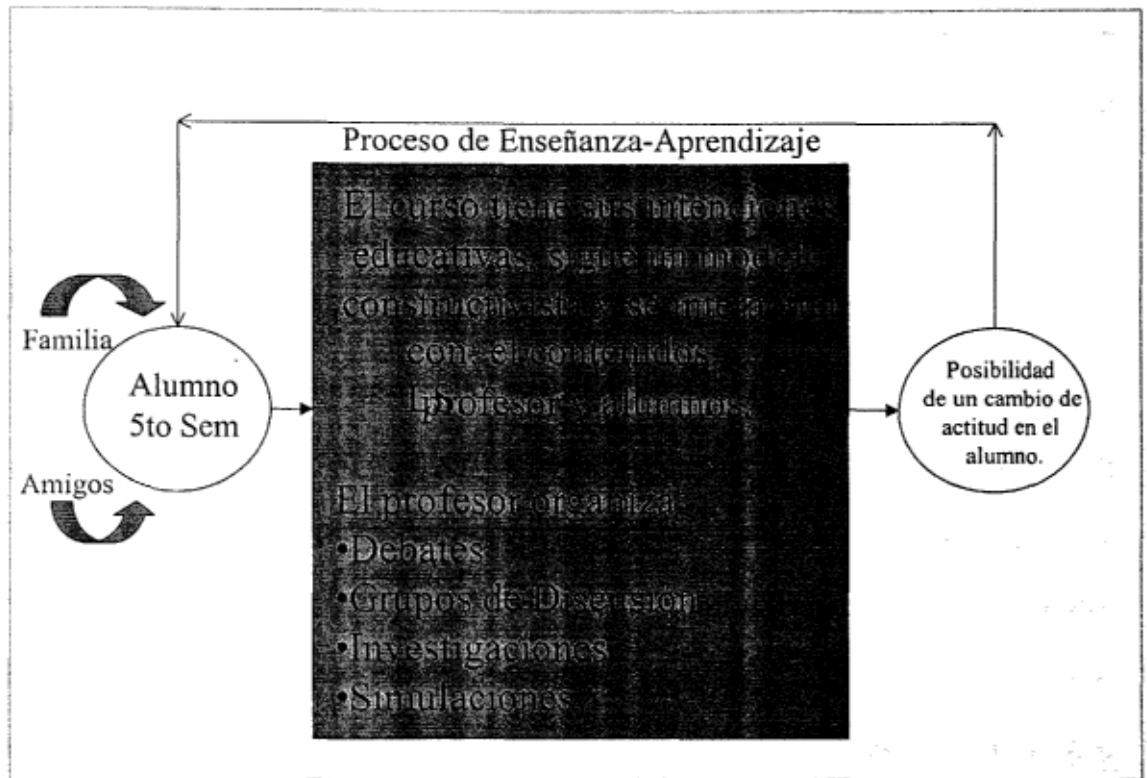 Proceso de Enseñanza-Aprendizaje
El curso tiene sus intenciones
educativas, sigue un modelo
constructivista y se
con el contenidos,
profesor y alumnos.
El profesor organiza
•Debates
•Grupos de Discusión
•Investigaciones
•Simulaciones
Familia
Alumno
5to Sem
Amigos
Posibilidad
de un cambio de
actitud en el
alumno.